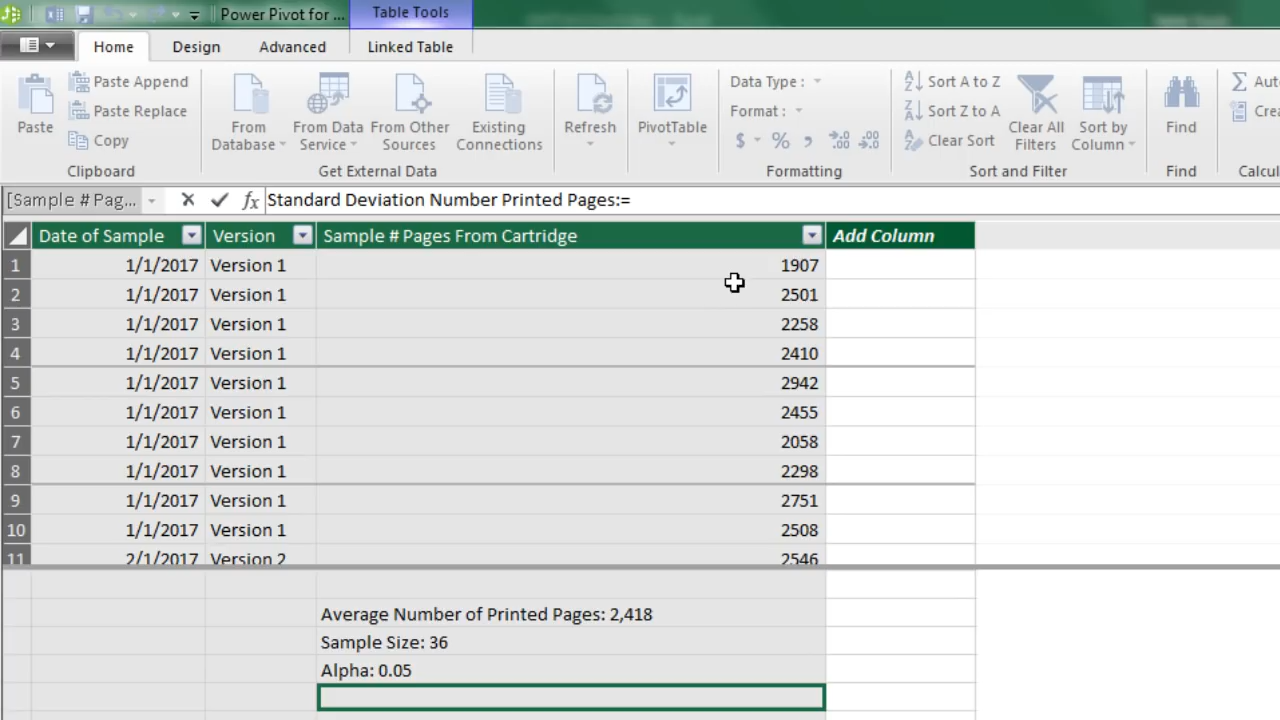 Power Pivot for ... Table Tools
Home Design Advanced Linked Table
Paste
Paste Append
Paste Replace
Copy
Clipboard
From Database
From Data Service
From Other Sources
Existing Connections
Get External Data
Refresh
PivotTable
Data Type :
Format :
$ % ,
Formatting
Sort A to Z
Sort Z to A
Clear Sort
Clear All Filters
Sort by Column
Sort and Filter
Find
Find
[Sample # Pag... fx Standard Deviation Number Printed Pages:=
Date of Sample Version Sample # Pages From Cartridge Add Column
1 1/1/2017 Version 1 1907
2 1/1/2017 Version 1 2501
3 1/1/2017 Version 1 2258
4 1/1/2017 Version 1 2410
5 1/1/2017 Version 1 2942
6 1/1/2017 Version 1 2455
7 1/1/2017 Version 1 2058
8 1/1/2017 Version 1 2298
9 1/1/2017 Version 1 2751
10 1/1/2017 Version 1 2508
11 2/1/2017 Version 2 2546
Average Number of Printed Pages: 2,418
Sample Size: 36
Alpha: 0.05